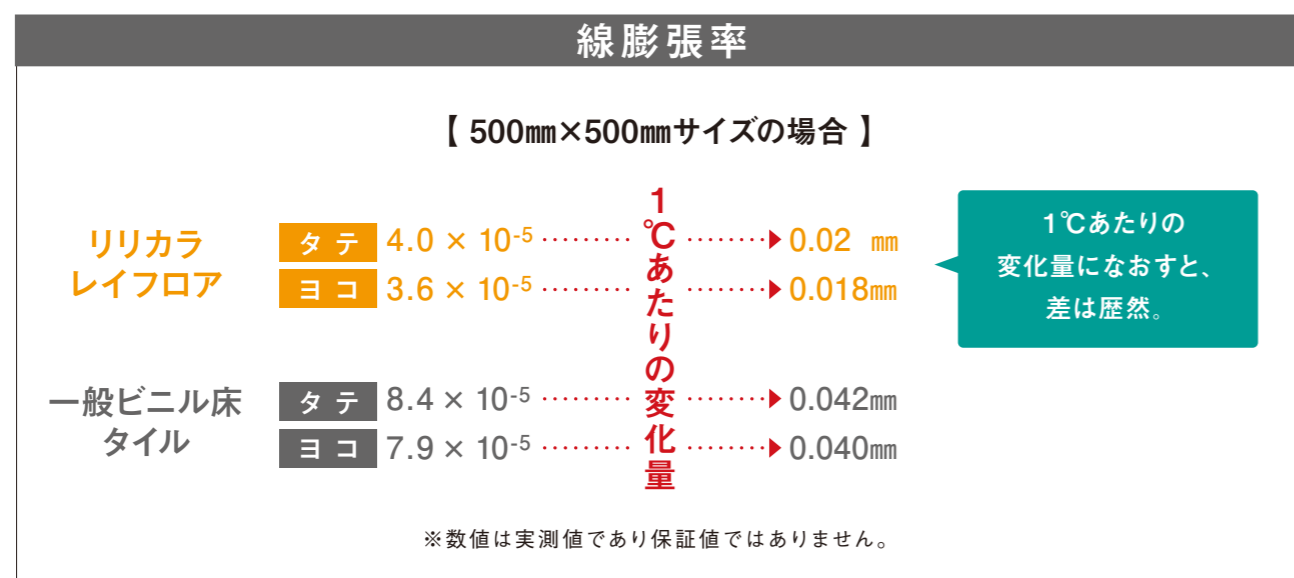 線膨張率
【 500㎜×500㎜サイズの場合 】
リリカラ
レイフロア
タテ 4.0 × 10⁻⁵ ········· ········ 0.02 ㎜
ヨコ 3.6 × 10⁻⁵ ········· ········ 0.018㎜
1℃あたりの変化量
1℃あたりの
変化量になおすと、
差は歴然。
一般ビニル床
タイル
タテ 8.4 × 10⁻⁵ ········· ········ 0.042㎜
ヨコ 7.9 × 10⁻⁵ ········· ········ 0.040㎜
※数値は実測値であり保証値ではありません。